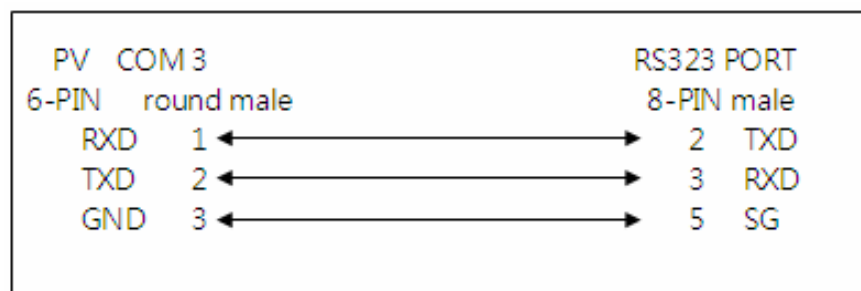 PV COM 3 RS323 PORT
6-PIN round male 8-PIN male
RXD 1 2 TXD
TXD 2 3 RXD
GND 3 5 SG